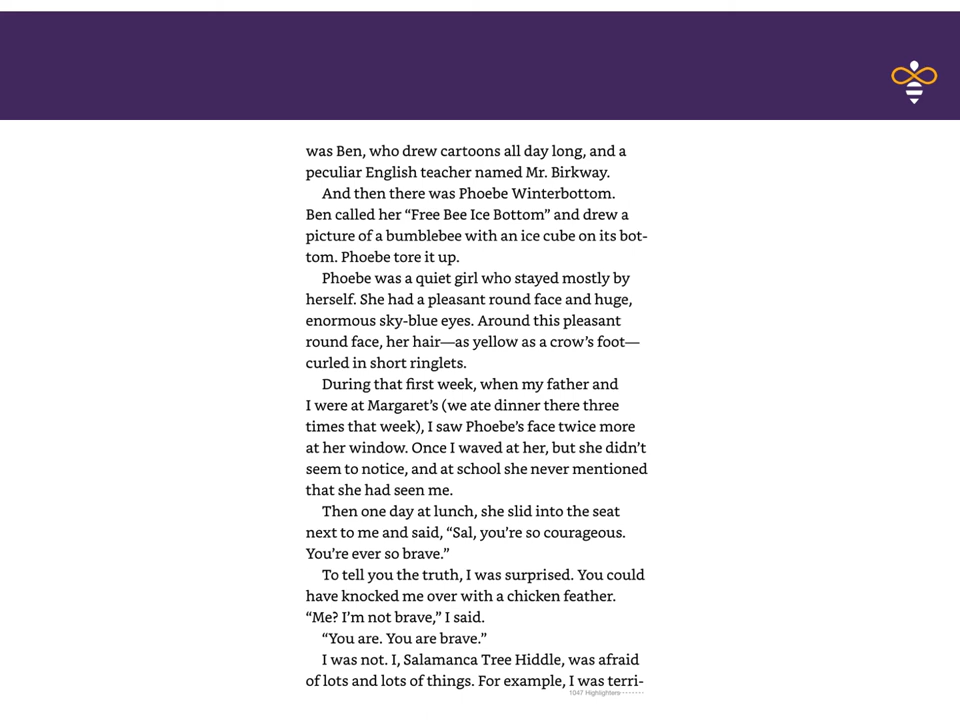 was Ben, who drew cartoons all day long, and a
peculiar English teacher named Mr. Birkway.
And then there was Phoebe Winterbottom.
Ben called her “Free Bee Ice Bottom” and drew a
picture of a bumblebee with an ice cube on its bot-
tom. Phoebe tore it up.
Phoebe was a quiet girl who stayed mostly by
herself. She had a pleasant round face and huge,
enormous sky-blue eyes. Around this pleasant
round face, her hair—as yellow as a crow’s foot—
curled in short ringlets.
During that first week, when my father and
I were at Margaret’s (we ate dinner there three
times that week), I saw Phoebe’s face twice more
at her window. Once I waved at her, but she didn’t
seem to notice, and at school she never mentioned
that she had seen me.
Then one day at lunch, she slid into the seat
next to me and said, “Sal, you’re so courageous.
You’re ever so brave.”
To tell you the truth, I was surprised. You could
have knocked me over with a chicken feather.
“Me? I’m not brave,” I said.
“You are. You are brave.”
I was not. I, Salamanca Tree Hiddle, was afraid
of lots and lots of things. For example, I was terri-
1047 Highlighters